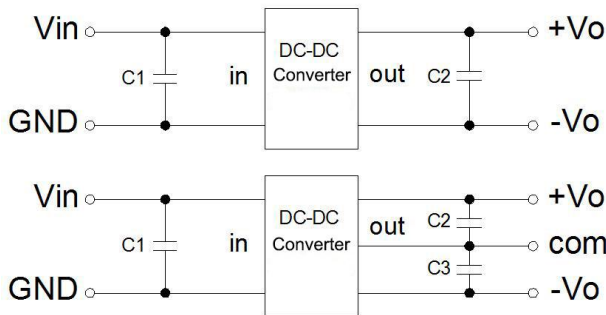 Vin
DC-DC
Converter
+Vo
C1
in
out
C2
GND
-Vo
Vin
DC-DC
Converter
+Vo
C1
in
out
C2
com
C3
GND
-Vo